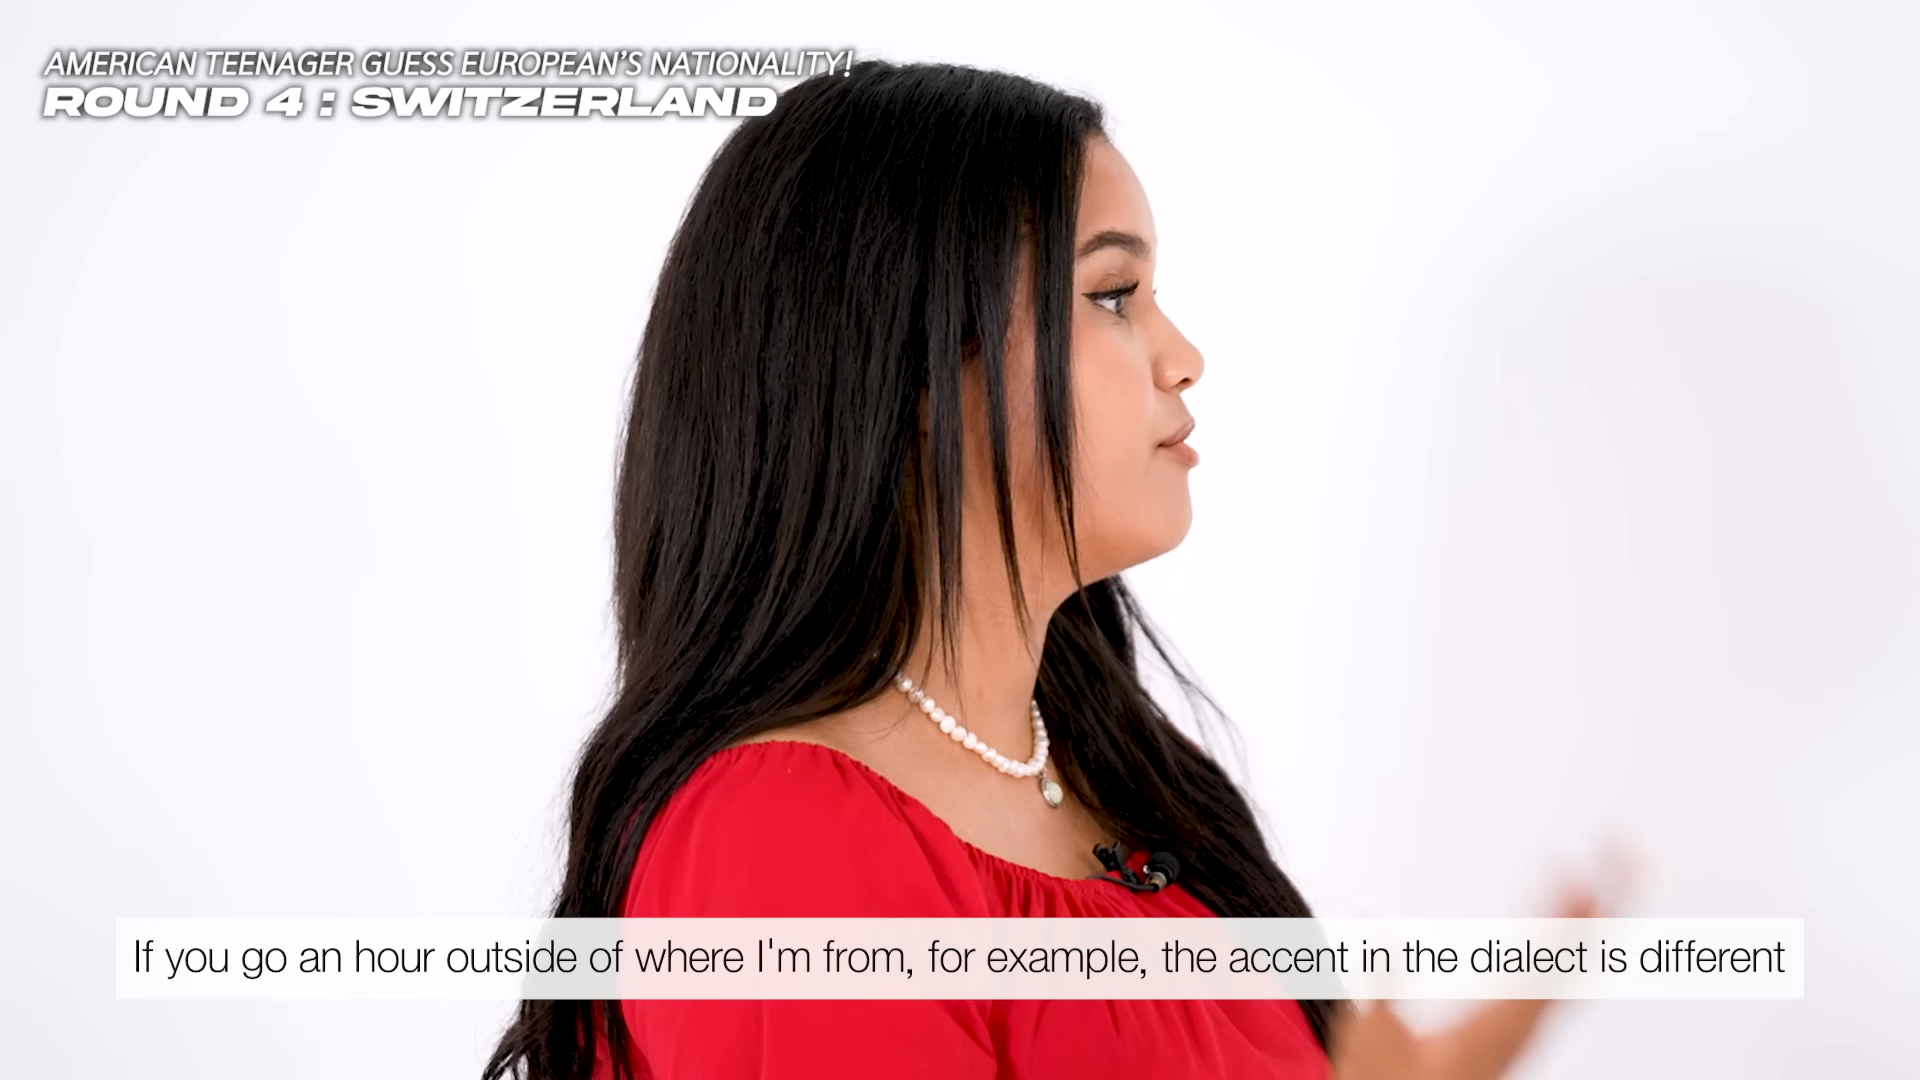 AMERICAN TEENAGER GUESS EUROPEAN'S NATIONALITY!
ROUND 4 : SWITZERLAND
If you go an hour outside of where I'm from, for example, the accent in the dialect is different